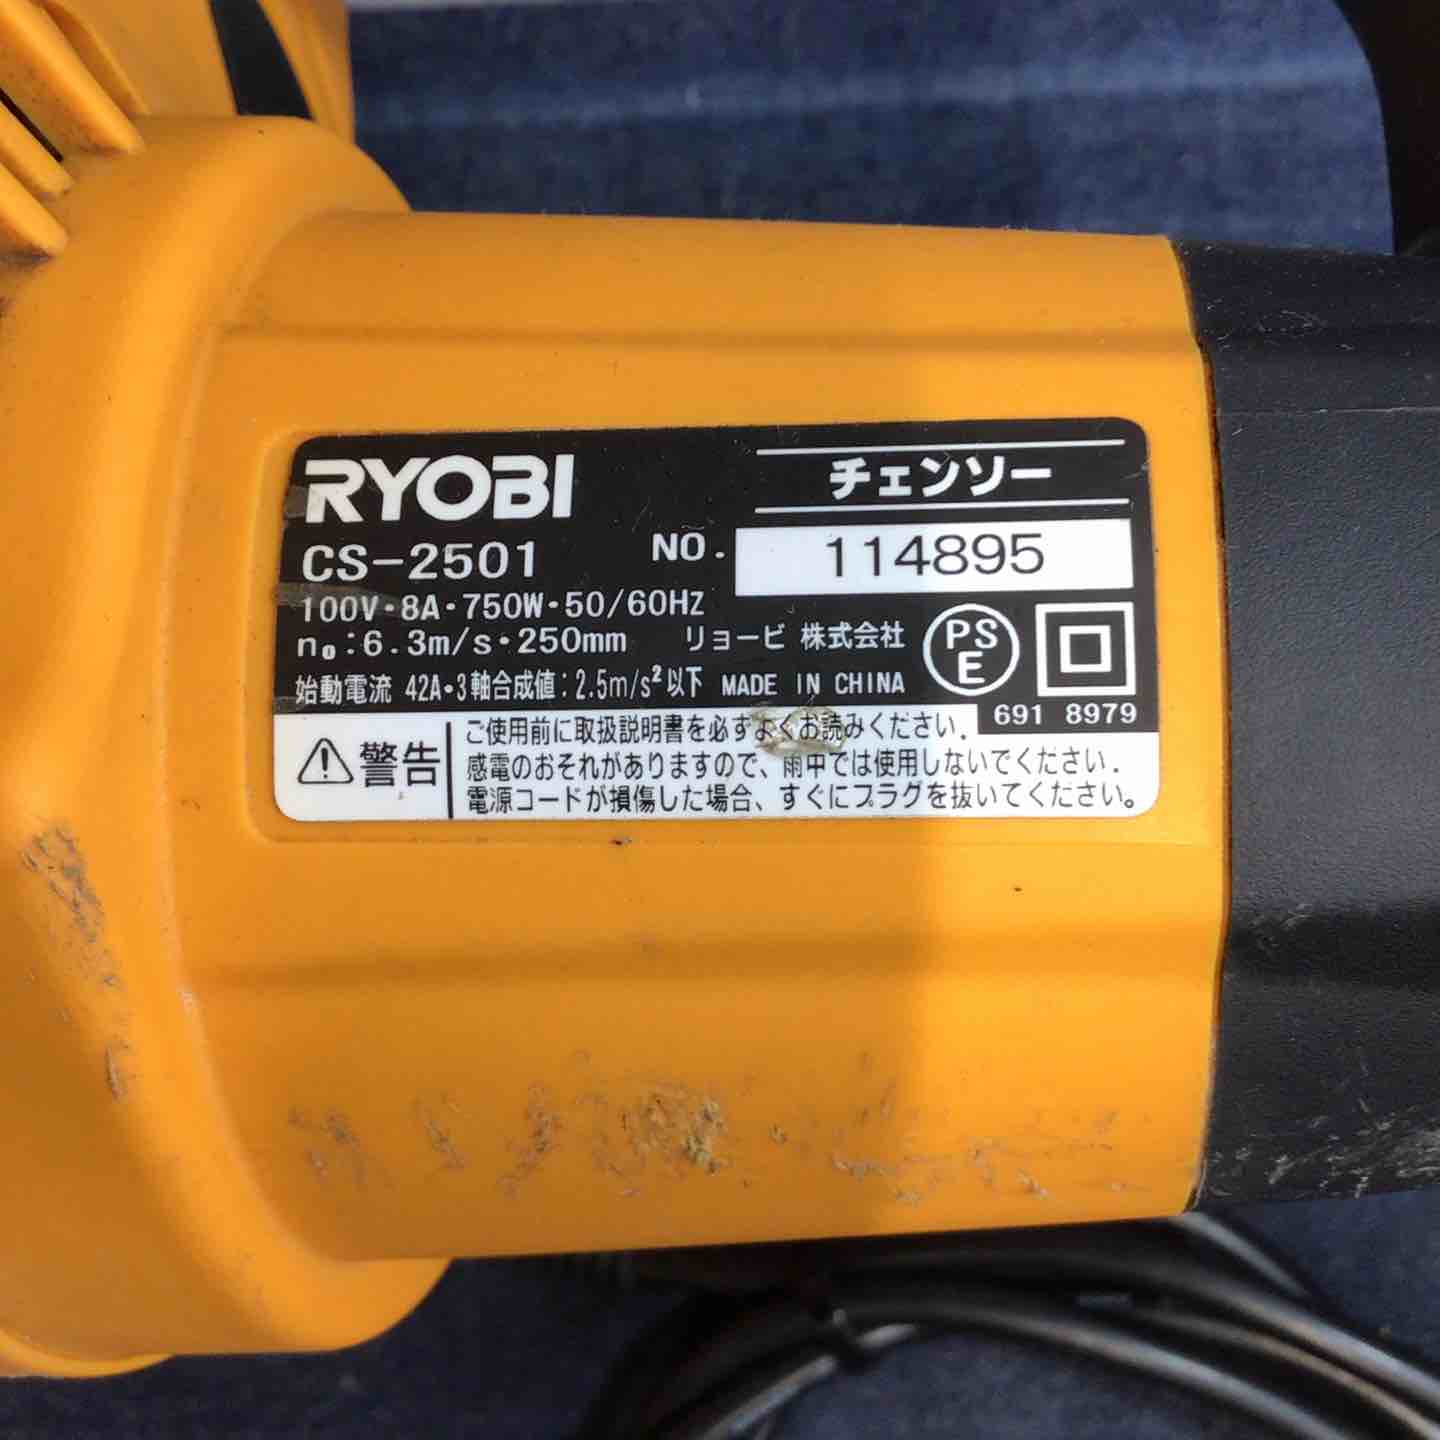 RYOBI
チェンソー
CS-2501
NO. 114895
100V・8A・750W・50/60HZ
n₀:6.3m/s・250mm リョービ 株式会社
PSE
始動電流 42A・3軸合成値:2.5m/s²以下 MADE IN CHINA
691 8979
⚠警告
ご使用前に取扱説明書を必ずよくお読みください.
感電のおそれがありますので、雨中では使用しないでください.
電源コードが損傷した場合、すぐにプラグを抜いてください。